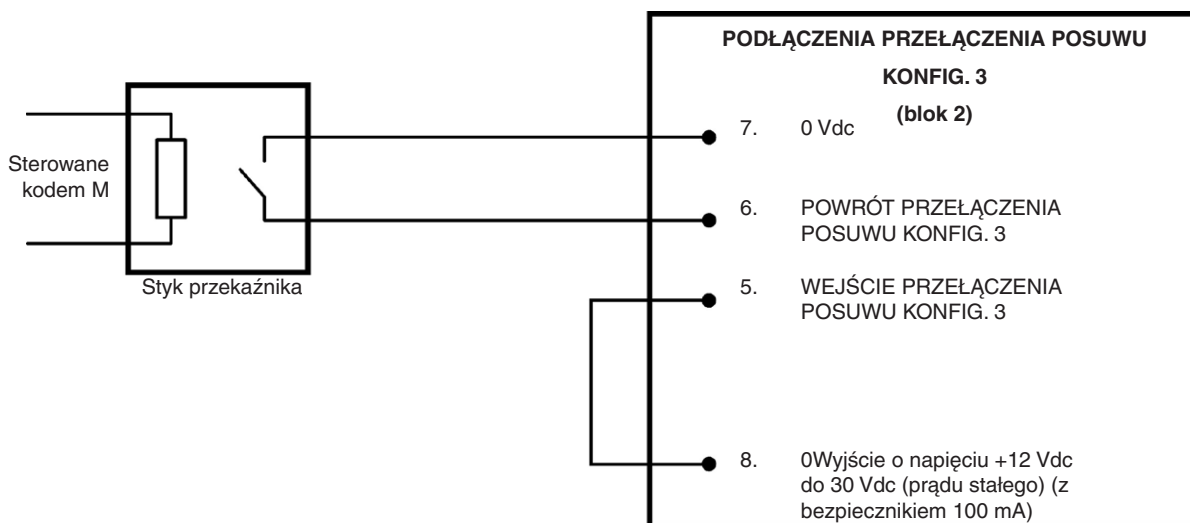 PODŁĄCZENIA PRZEŁĄCZENIA POSUWU
KONFIG. 3
(blok 2)
7. 0 Vdc
Sterowane
kodem M
6. POWRÓT PRZEŁĄCZENIA
POSUWU KONFIG. 3
Styk przekaźnika
5. WEJŚCIE PRZEŁĄCZENIA
POSUWU KONFIG. 3
8. 0Wyjście o napięciu +12 Vdc
do 30 Vdc (prądu stałego) (z
bezpiecznikiem 100 mA)